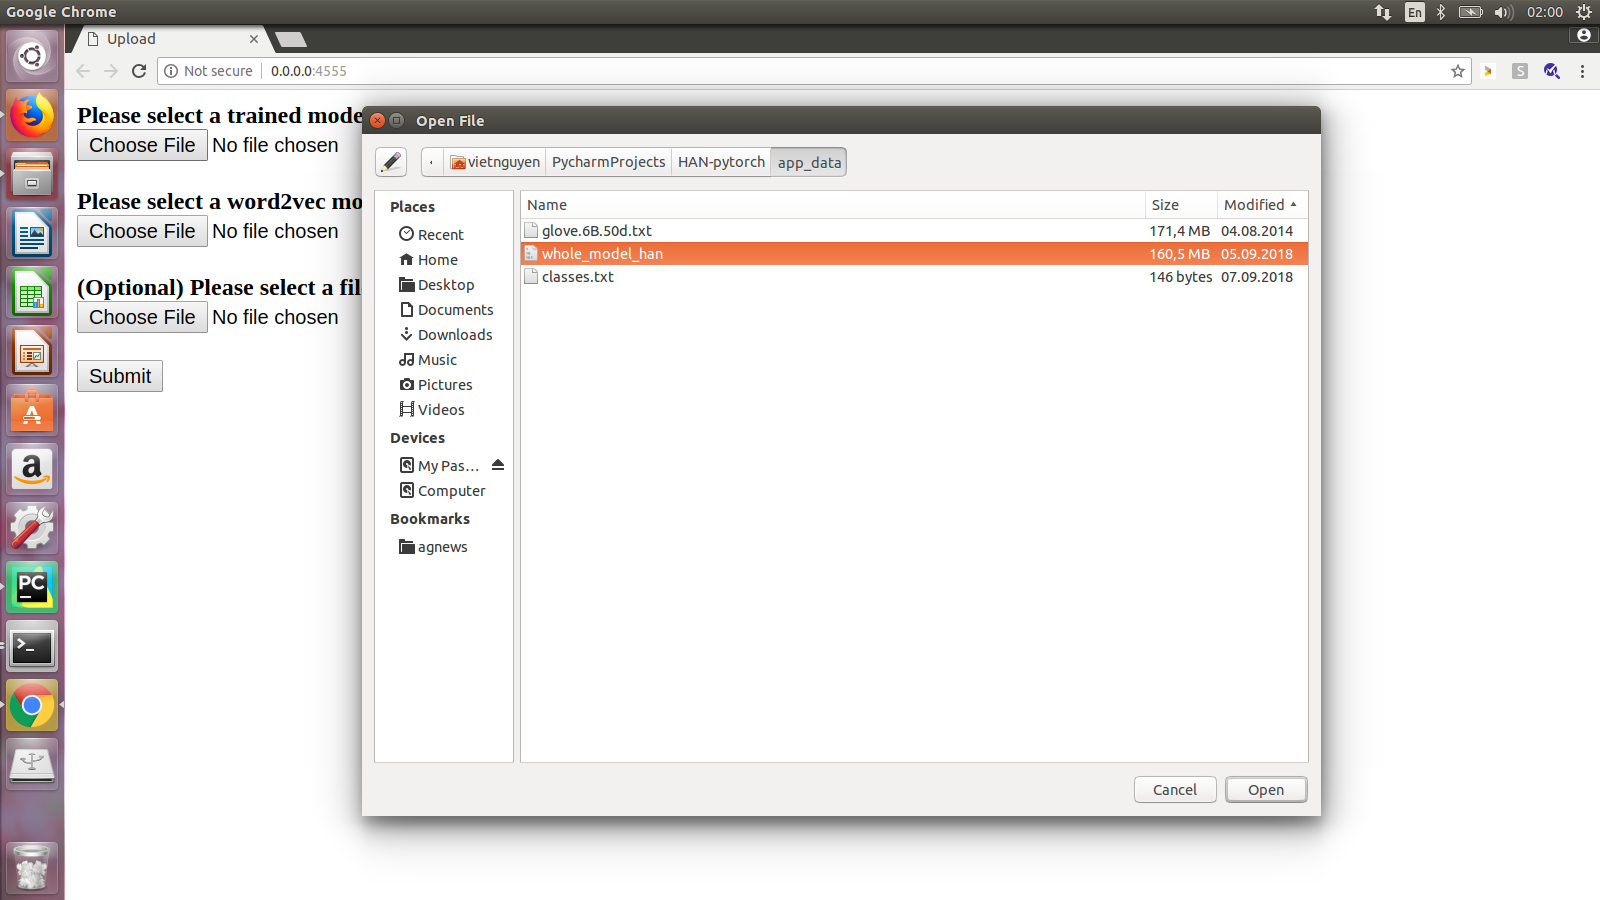 Google Chrome
En
02:00
Upload
Not secure
0.0.0.0:4555
S
Please select a trained mode
Choose File No file chosen
Please select a word2vec mo
Choose File No file chosen
(Optional) Please select a fil
Choose File No file chosen
Submit
Open File
vietnguyen PycharmProjects HAN-pytorch app_data
Places
Recent
Home
Desktop
Documents
Downloads
Music
Pictures
Videos
Devices
My Pas...
Computer
Bookmarks
agnews
Name Size Modified
glove.6B.50d.txt 171,4 MB 04.08.2014
whole_model_han 160,5 MB 05.09.2018
classes.txt 146 bytes 07.09.2018
Cancel Open
A
a
PC
>_